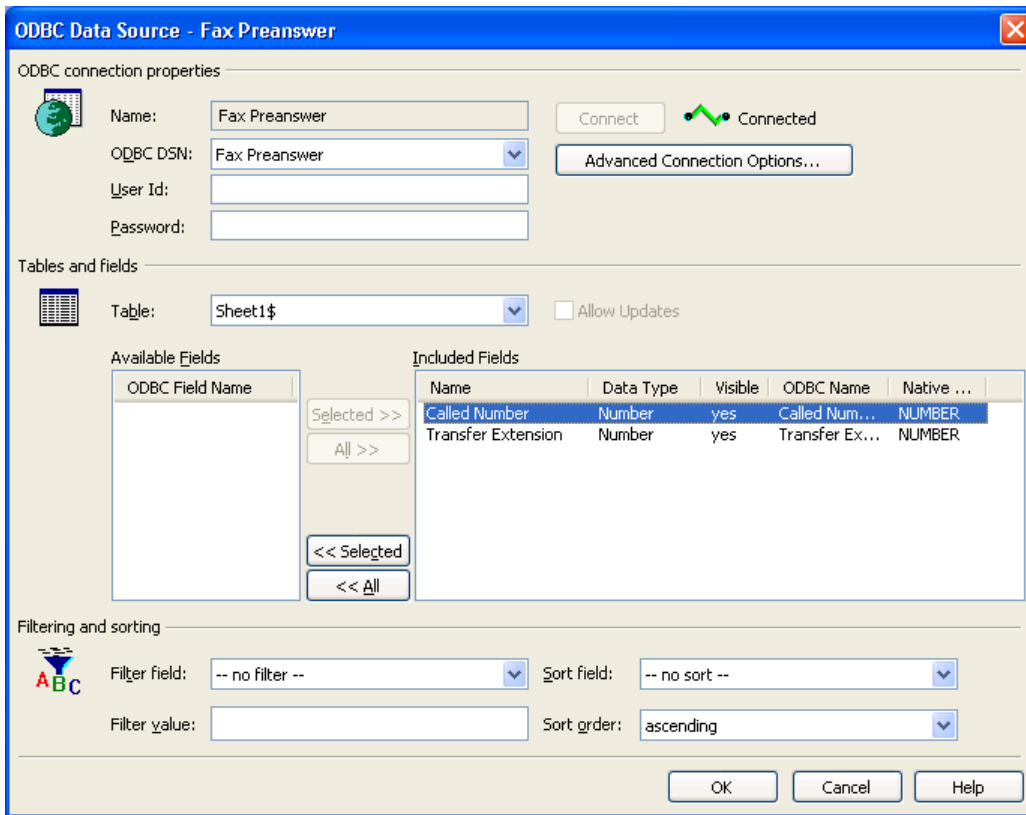 ODBC Data Source - Fax Preanswer
ODBC connection properties
Name: Fax Preanswer Connect Connected
ODBC DSN: Fax Preanswer Advanced Connection Options...
User Id:
Password:
Tables and fields
Table: Sheet1$ Allow Updates
Available Fields Included Fields
ODBC Field Name Name Data Type Visible ODBC Name Native ...
Selected >> Called Number Number yes Called Num... NUMBER
Transfer Extension Number yes Transfer Ex... NUMBER
All >>
<< Selected
<< All
Filtering and sorting
ABC
Filter field: -- no filter -- Sort field: -- no sort --
Filter value: Sort order: ascending
OK Cancel Help